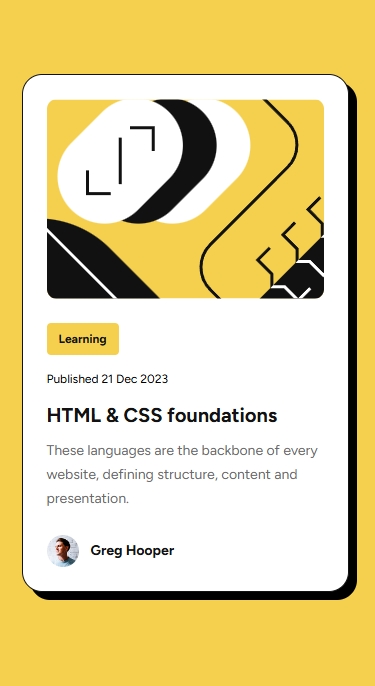 Learning
Published 21 Dec 2023
HTML & CSS foundations
These languages are the backbone of every
website, defining structure, content and
presentation.
Greg Hooper